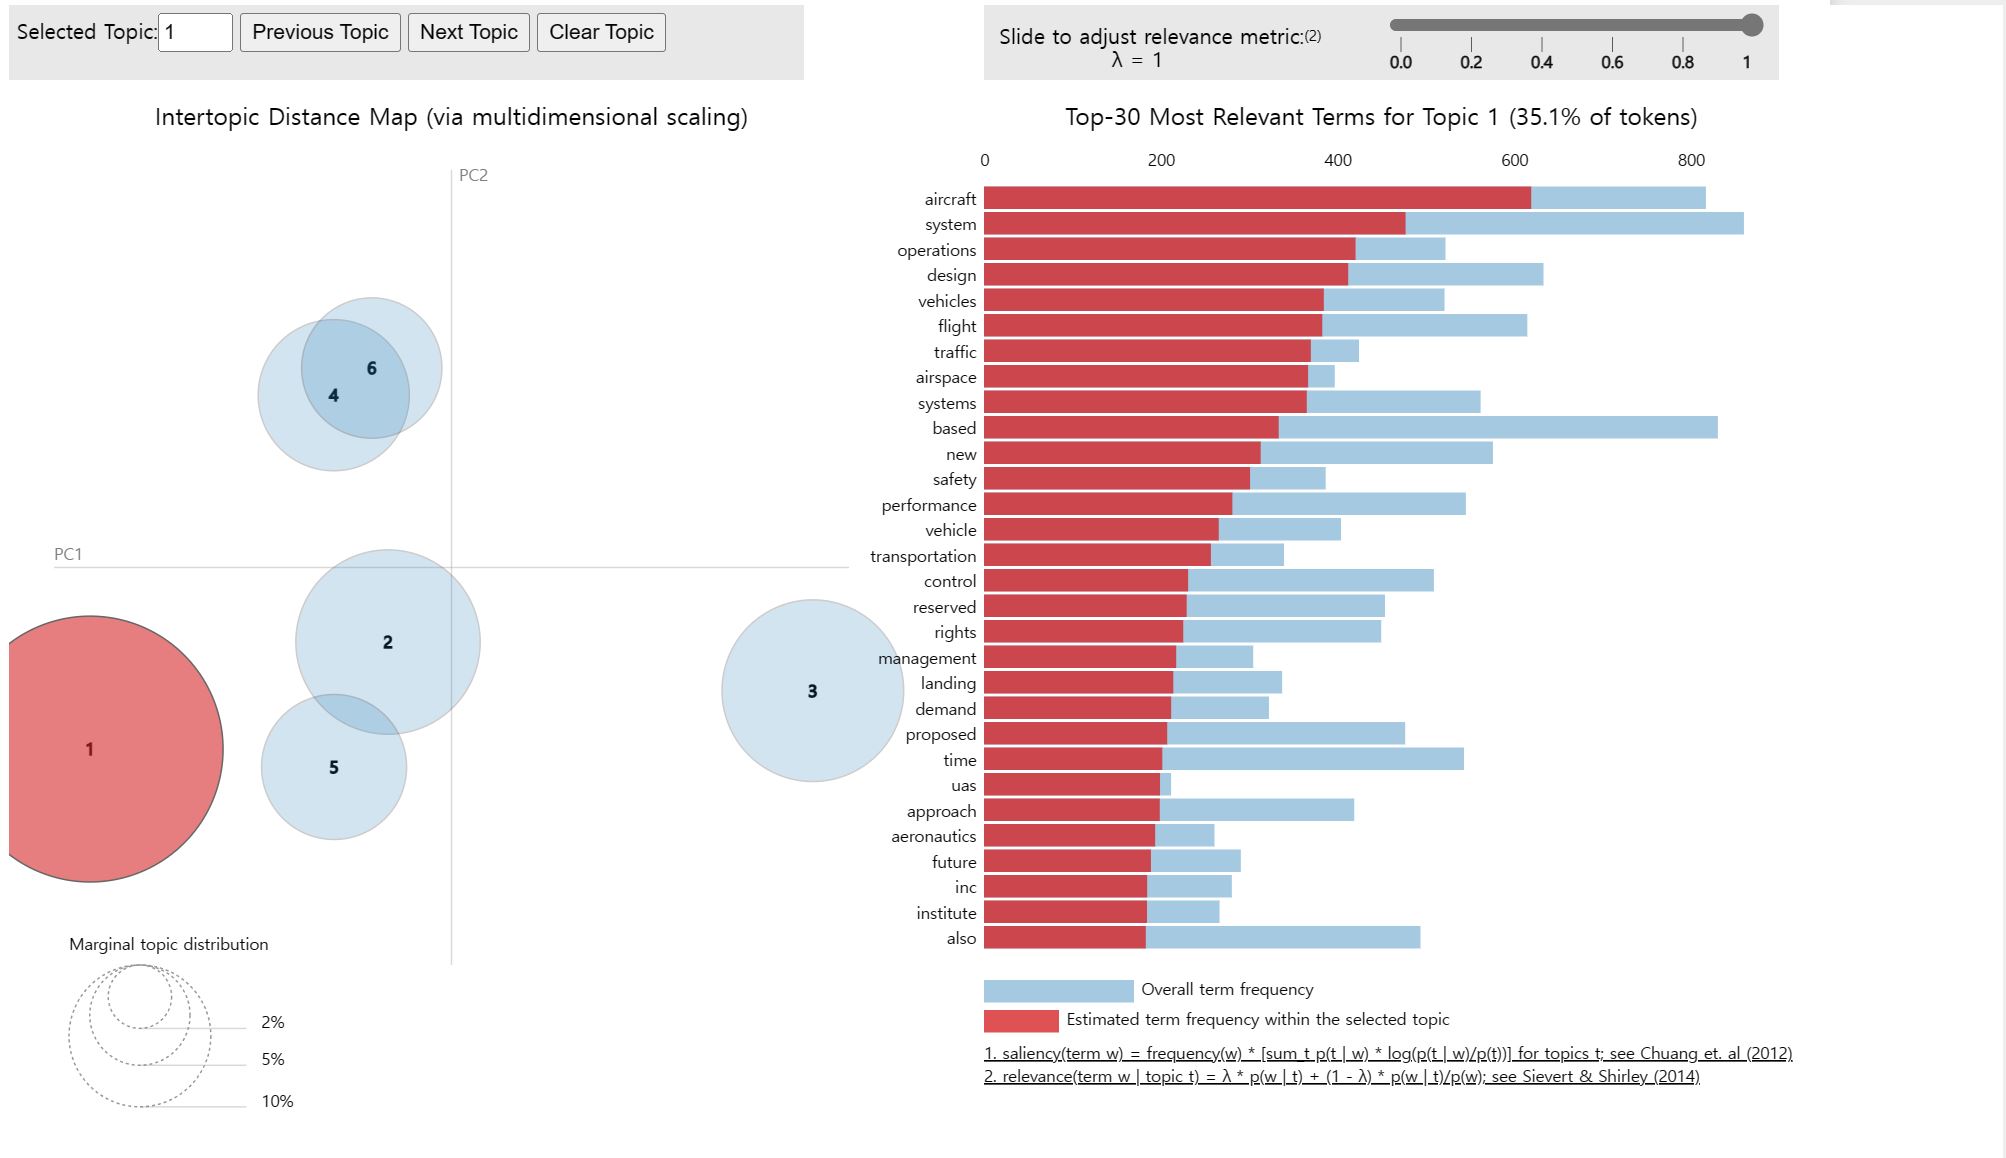 Selected Topic: 1 Previous Topic Next Topic Clear Topic
Slide to adjust relevance metric:(2)
λ = 1
0.0 0.2 0.4 0.6 0.8 1
Intertopic Distance Map (via multidimensional scaling)
PC2
PC1
6
4
2
3
1
5
Marginal topic distribution
2%
5%
10%
Top-30 Most Relevant Terms for Topic 1 (35.1% of tokens)
0 200 400 600 800
aircraft
system
operations
design
vehicles
flight
traffic
airspace
systems
based
new
safety
performance
vehicle
transportation
control
reserved
rights
management
landing
demand
proposed
time
uas
approach
aeronautics
future
inc
institute
also
Overall term frequency
Estimated term frequency within the selected topic
1. saliency(term w) = frequency(w) * [sum_t p(t | w) * log(p(t | w)/p(t))] for topics t; see Chuang et. al (2012)
2. relevance(term w | topic t) = λ * p(w | t) + (1 - λ) * p(w | t)/p(w); see Sievert & Shirley (2014)